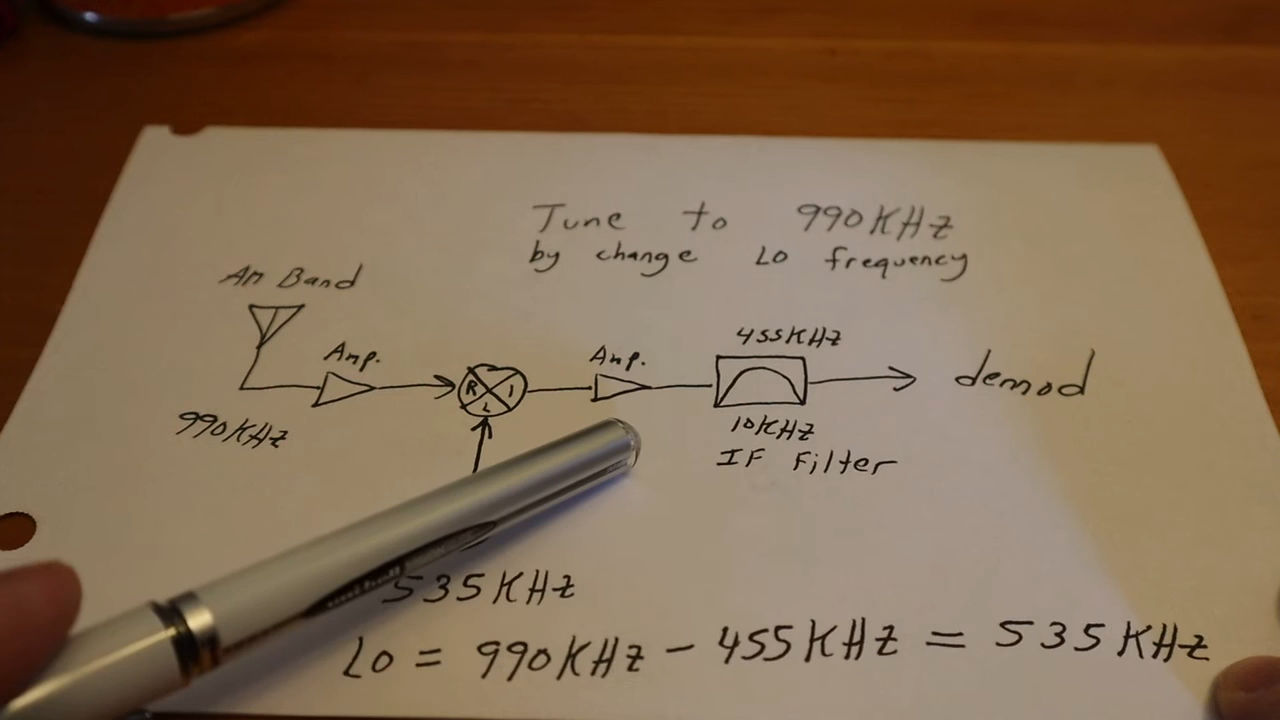 Tune to 990KHz
by change LO frequency
AM Band
Amp.
R I
L
990KHz
Amp.
455KHz
10KHz
IF Filter
demod
535KHz
LO = 990KHz - 455KHz = 535KHz